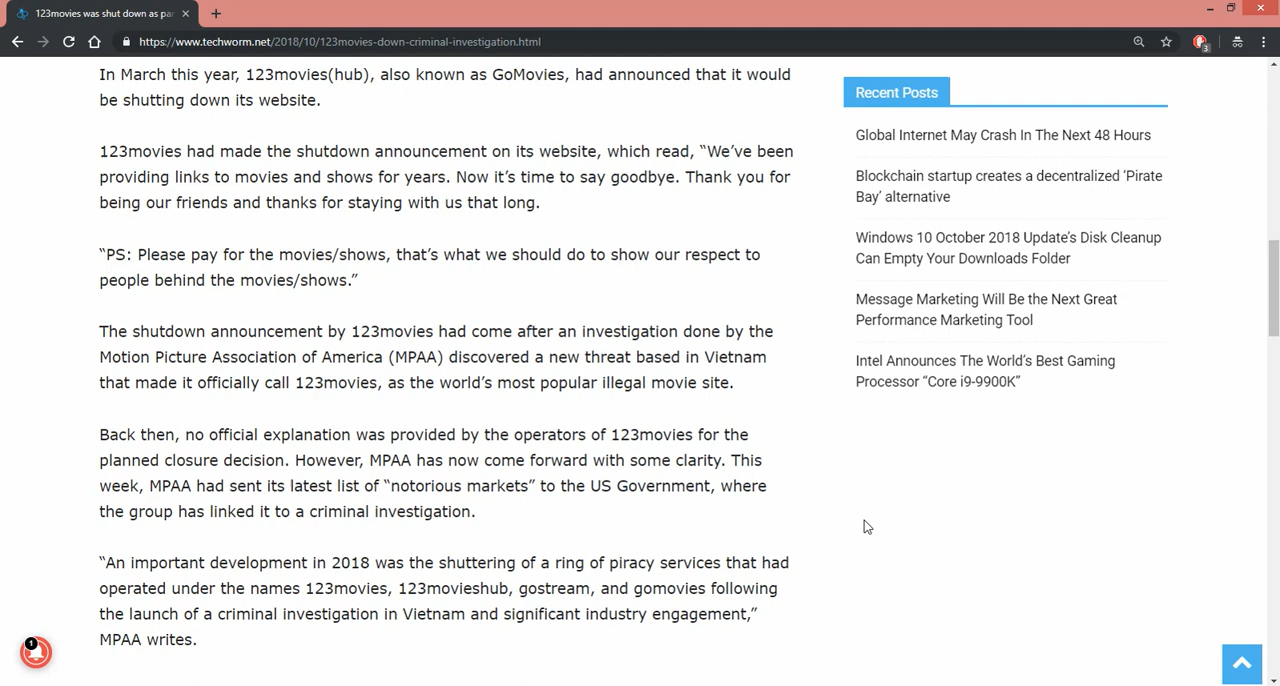 123movies was shut down as pa
https://www.techworm.net/2018/10/123movies-down-criminal-investigation.html
3
In March this year, 123movies(hub), also known as GoMovies, had announced that it would
be shutting down its website.
123movies had made the shutdown announcement on its website, which read, “We’ve been
providing links to movies and shows for years. Now it’s time to say goodbye. Thank you for
being our friends and thanks for staying with us that long.
“PS: Please pay for the movies/shows, that’s what we should do to show our respect to
people behind the movies/shows.”
The shutdown announcement by 123movies had come after an investigation done by the
Motion Picture Association of America (MPAA) discovered a new threat based in Vietnam
that made it officially call 123movies, as the world’s most popular illegal movie site.
Back then, no official explanation was provided by the operators of 123movies for the
planned closure decision. However, MPAA has now come forward with some clarity. This
week, MPAA had sent its latest list of “notorious markets” to the US Government, where
the group has linked it to a criminal investigation.
“An important development in 2018 was the shuttering of a ring of piracy services that had
operated under the names 123movies, 123movieshub, gostream, and gomovies following
the launch of a criminal investigation in Vietnam and significant industry engagement,”
MPAA writes.
1
Recent Posts
Global Internet May Crash In The Next 48 Hours
Blockchain startup creates a decentralized ‘Pirate
Bay’ alternative
Windows 10 October 2018 Update’s Disk Cleanup
Can Empty Your Downloads Folder
Message Marketing Will Be the Next Great
Performance Marketing Tool
Intel Announces The World’s Best Gaming
Processor “Core i9-9900K”